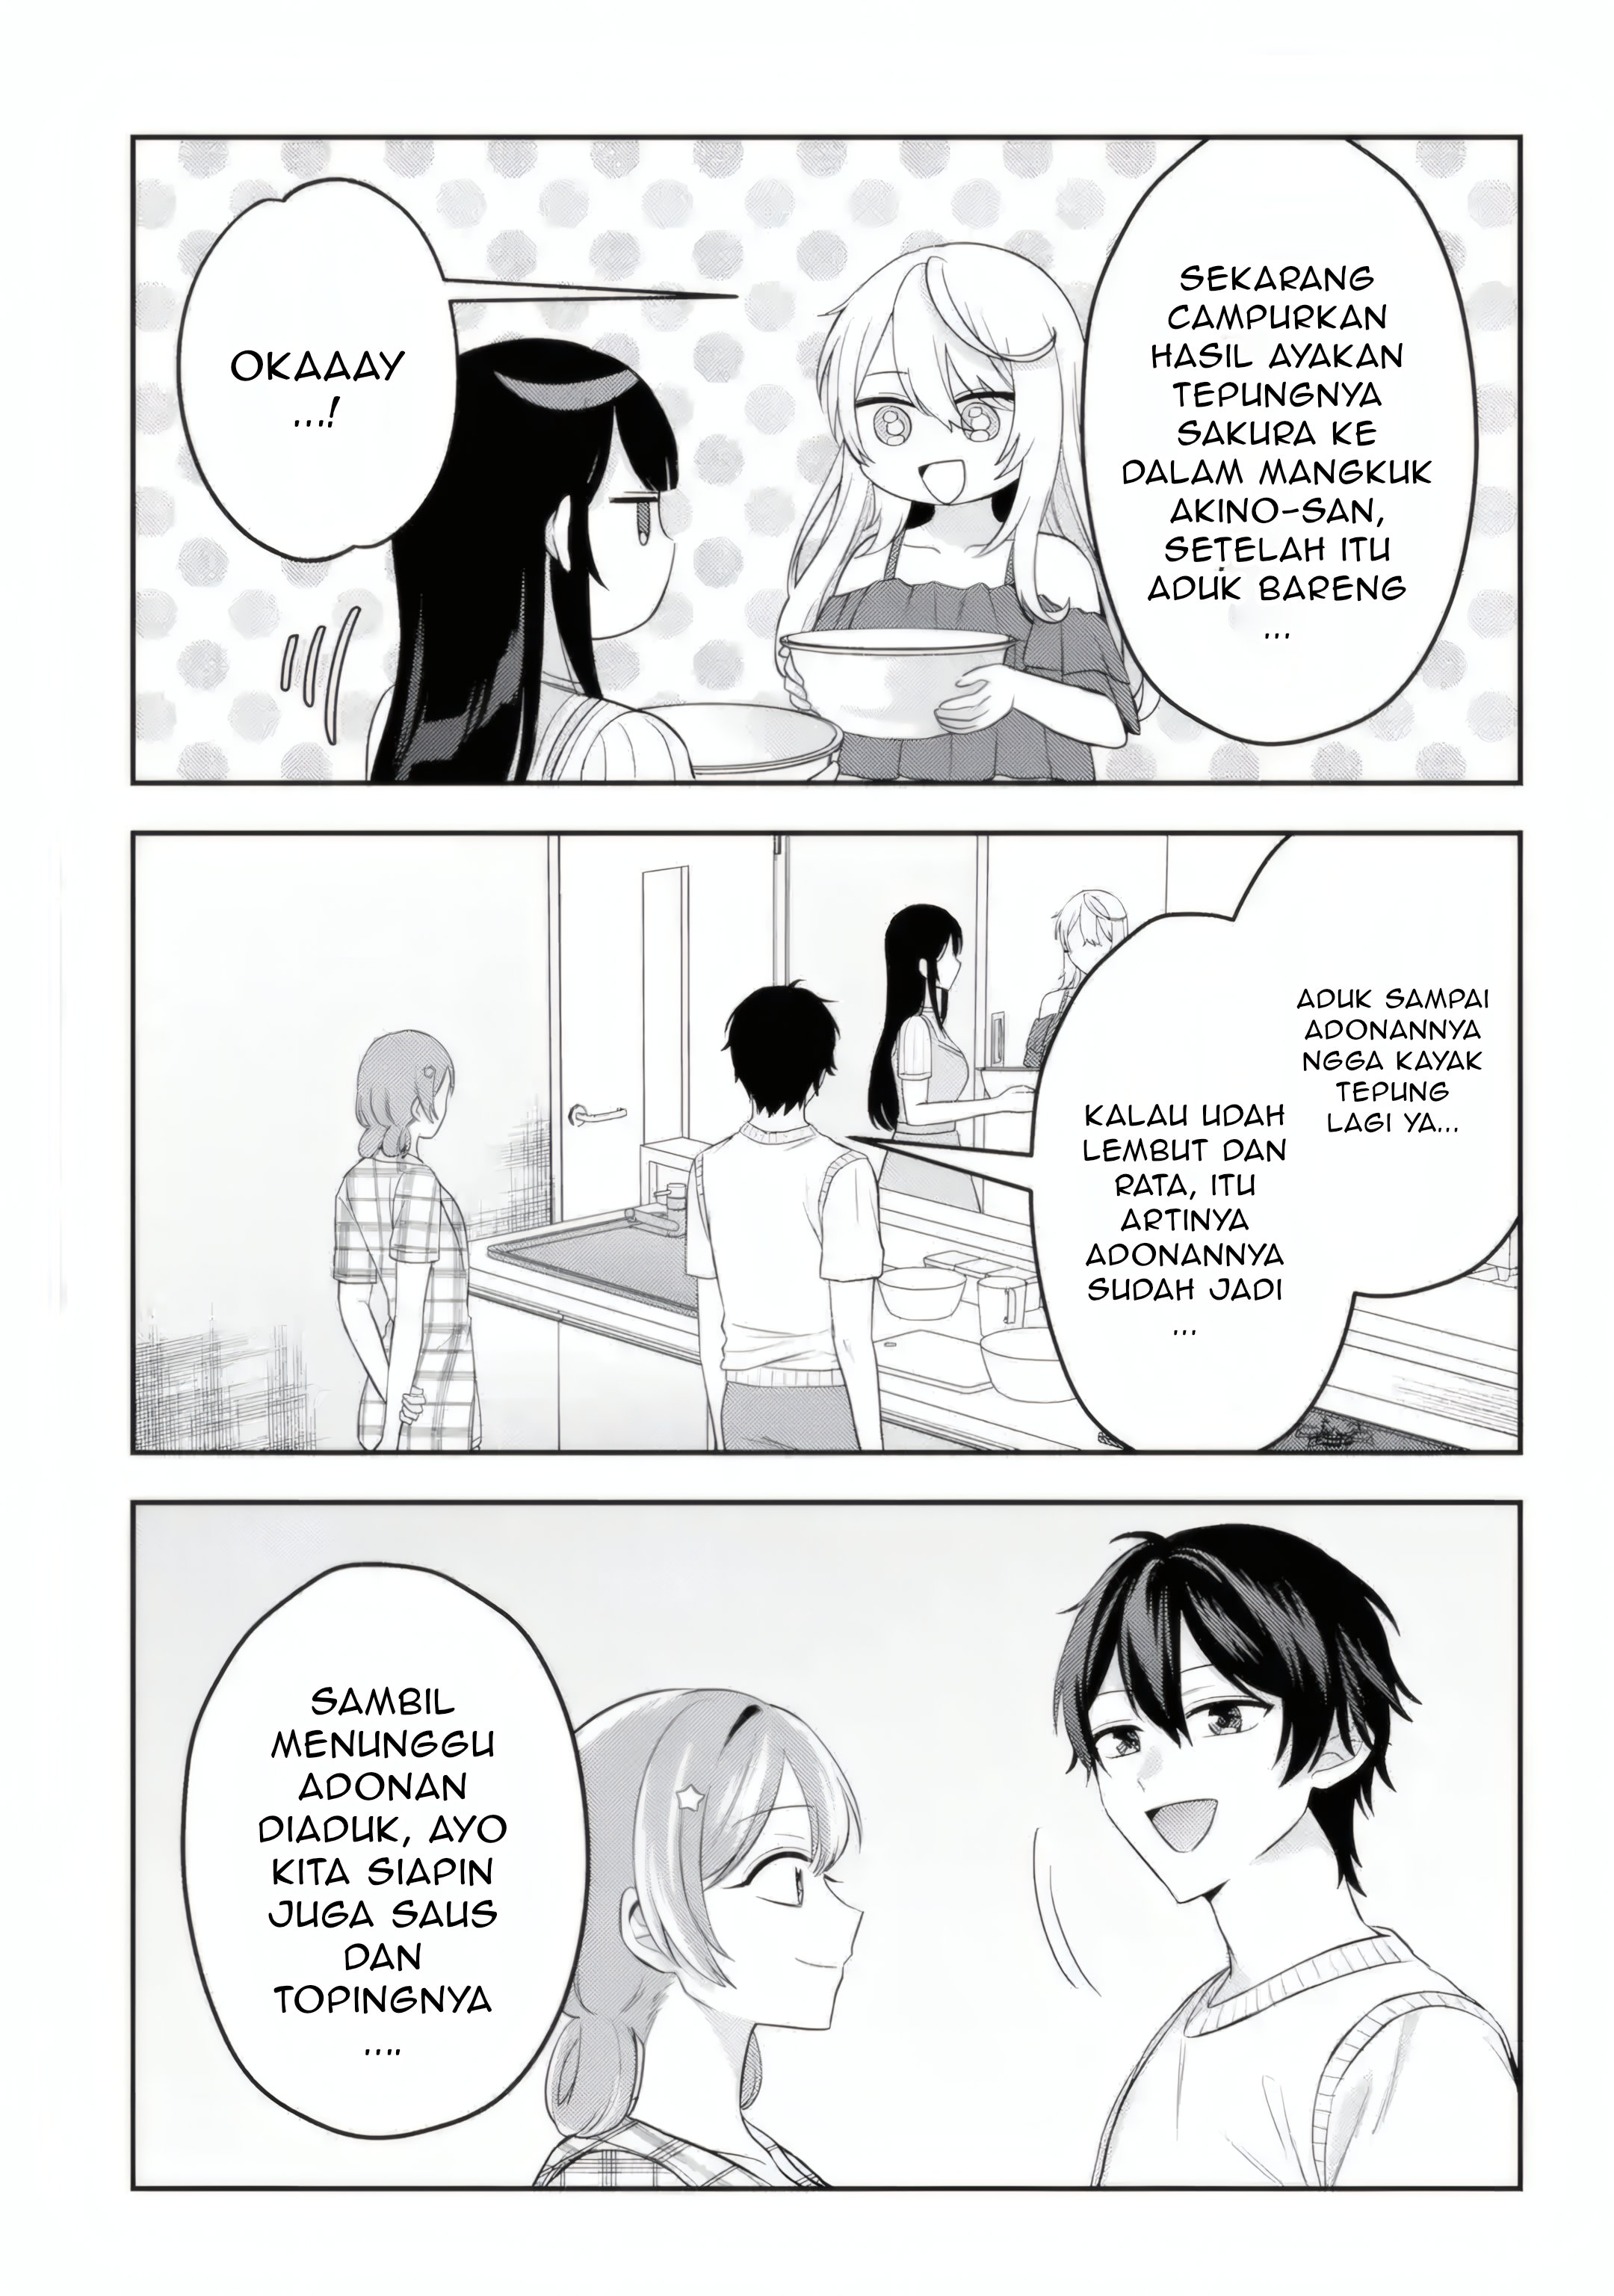 SEKARANG
CAMPURKAN
HASIL AYAKAN
TEPUNGNYA
SAKURA KE
DALAM MANGKUK
AKINO-SAN,
SETELAH ITU
ADUK BARENG
...
OKAAAY
...!
ADUK SAMPAI
ADONANNYA
NGGA KAYAK
TEPUNG
LAGI YA...
KALAU UDAH
LEMBUT DAN
RATA, ITU
ARTINYA
ADONANNYA
SUDAH JADI
...
SAMBIL
MENUNGGU
ADONAN
DIADUK, AYO
KITA SIAPIN
JUGA SAUS
DAN
TOPINGNYA
....